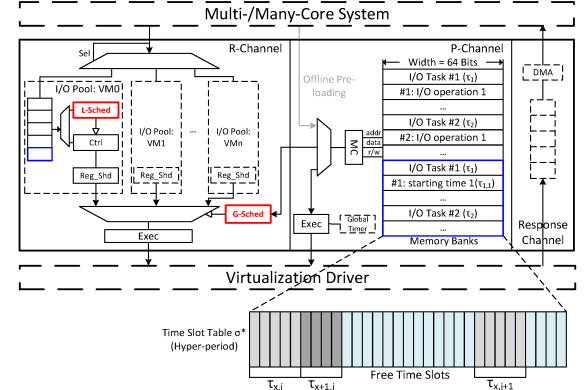 Multi-/Many-Core System
Sel
R-Channel
P-Channel
Width = 64 Bits
Offline Pre-
loading
I/O Pool: VM0
L-Sched
Ctrl
Reg_Shd
I/O Pool:
VM1
Reg_Shd
...
I/O Pool:
VMn
Reg_Shd
G-Sched
Exec
MC
addr
data
r/w
Exec
Global
Timer
I/O Task #1 (τ₁)
#1: I/O operation 1
...
I/O Task #2 (τ₂)
#2: I/O operation 1
...
I/O Task #1 (τ₁)
#1: starting time 1(τ₁,₁)
...
I/O Task #2 (τ₂)
...
Memory Banks
DMA
Response
Channel
Virtualization Driver
Time Slot Table σ*
(Hyper-period)
τx,j
τx+1,j
Free Time Slots
τx,j+1